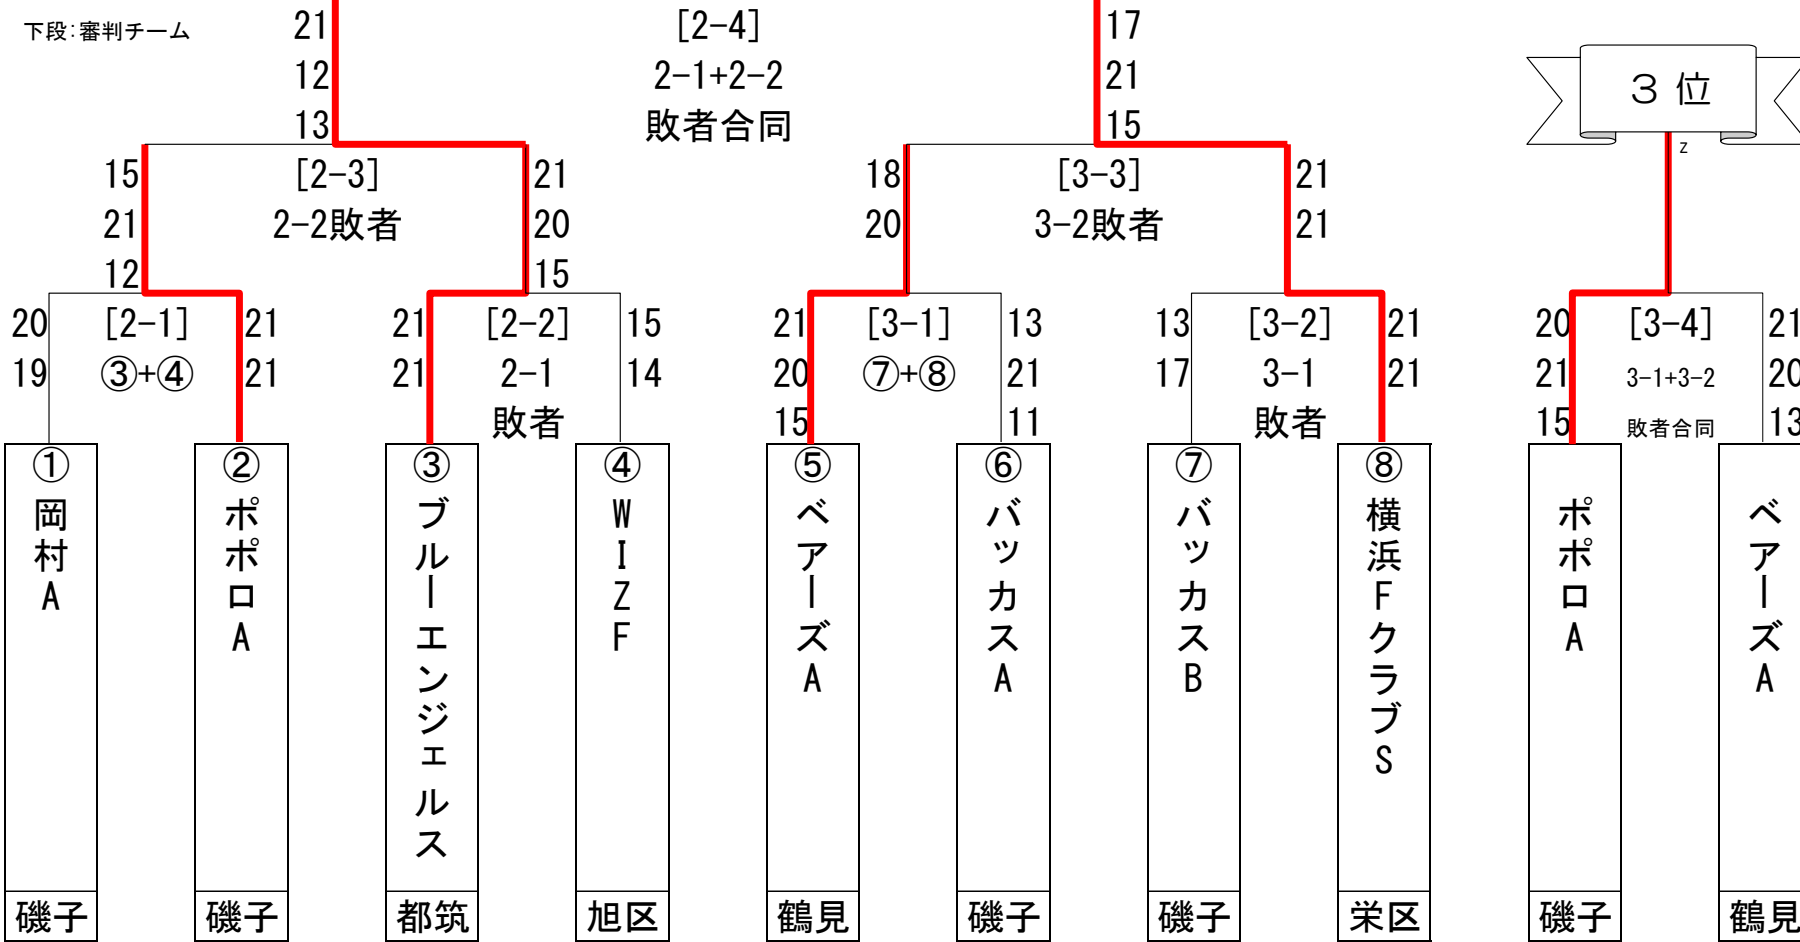 下段:審判チーム
21
[2-4]
17
12
2-1+2-2
21
13
敗者合同
15
3 位
z
15
[2-3]
21
18
[3-3]
21
21
2-2敗者
20
20
3-2敗者
21
12
15
20
[2-1]
21
21
[2-2]
15
21
[3-1]
13
13
[3-2]
21
20
[3-4]
21
19
③+④
21
21
2-1
14
20
⑦+⑧
21
17
3-1
21
21
3-1+3-2
20
敗者
15
11
敗者
15
敗者合同
13
①岡村A
②ポポロA
③ブルーエンジェルス
④WIZF
⑤ベアーズA
⑥バッカスA
⑦バッカスB
⑧横浜FクラブS
ポポロA
ベアーズA
磯子
磯子
都筑
旭区
鶴見
磯子
磯子
栄区
磯子
鶴見